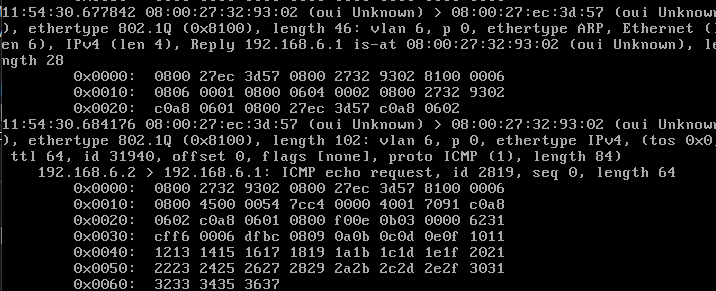 11:54:30.677842 08:00:27:32:93:02 (oui Unknown) > 08:00:27:ec:3d:57 (oui Unknown
), ethertype 802.1Q (0x8100), length 46: vlan 6, p 0, ethertype ARP, Ethernet (l
en 6), IPv4 (len 4), Reply 192.168.6.1 is-at 08:00:27:32:93:02 (oui Unknown), le
ngth 28
0x0000: 0800 27ec 3d57 0800 2732 9302 8100 0006
0x0010: 0806 0001 0800 0604 0002 0800 2732 9302
0x0020: c0a8 0601 0800 27ec 3d57 c0a8 0602
11:54:30.684176 08:00:27:ec:3d:57 (oui Unknown) > 08:00:27:32:93:02 (oui Unknown
), ethertype 802.1Q (0x8100), length 102: vlan 6, p 0, ethertype IPv4, (tos 0x0,
ttl 64, id 31940, offset 0, flags [none], proto ICMP (1), length 84)
192.168.6.2 > 192.168.6.1: ICMP echo request, id 2819, seq 0, length 64
0x0000: 0800 2732 9302 0800 27ec 3d57 8100 0006
0x0010: 0800 4500 0054 7cc4 0000 4001 7091 c0a8
0x0020: 0602 c0a8 0601 0800 f00e 0b03 0000 6231
0x0030: cff6 0006 dfbc 0809 0a0b 0c0d 0e0f 1011
0x0040: 1213 1415 1617 1819 1a1b 1c1d 1e1f 2021
0x0050: 2223 2425 2627 2829 2a2b 2c2d 2e2f 3031
0x0060: 3233 3435 3637